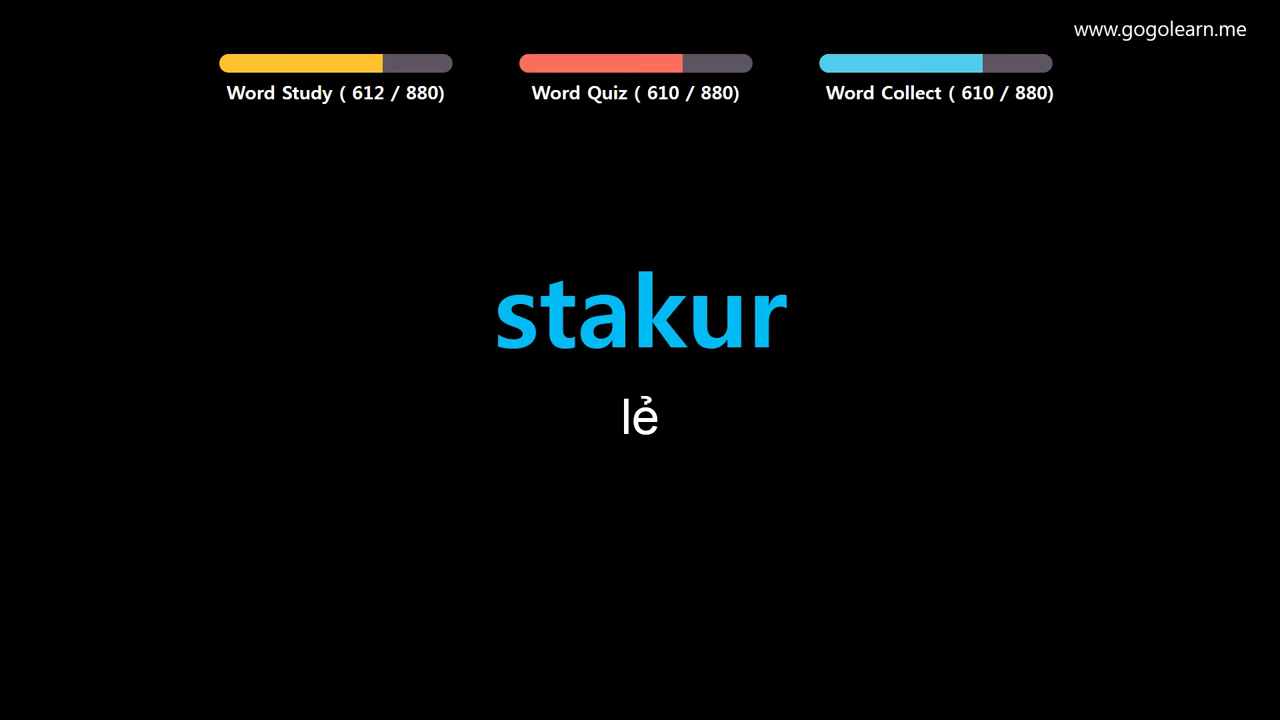 www.gogolearn.me
Word Study ( 612 / 880)
Word Quiz ( 610 / 880)
Word Collect ( 610 / 880)
stakur
lẻ